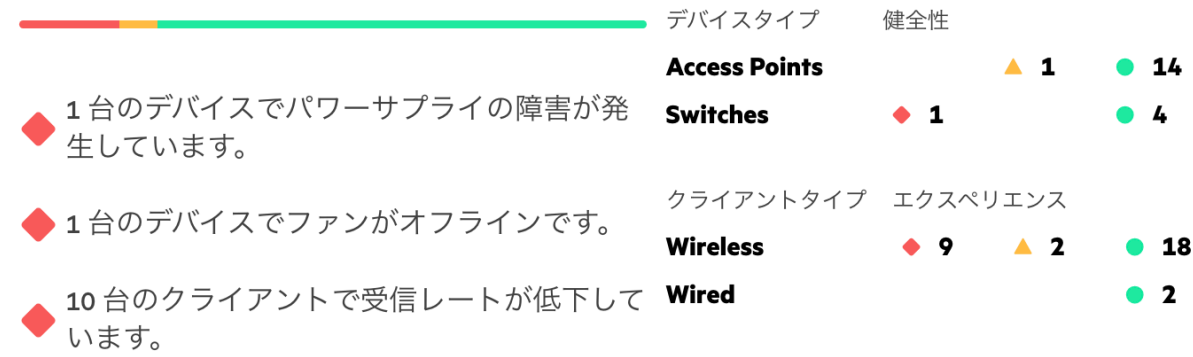 1 台のデバイスでパワーサプライの障害が発
生しています。
1 台のデバイスでファンがオフラインです。
10 台のクライアントで受信レートが低下して
います。
デバイスタイプ 健全性
Access Points 1 14
Switches 1 4
クライアントタイプ エクスペリエンス
Wireless 9 2 18
Wired 2